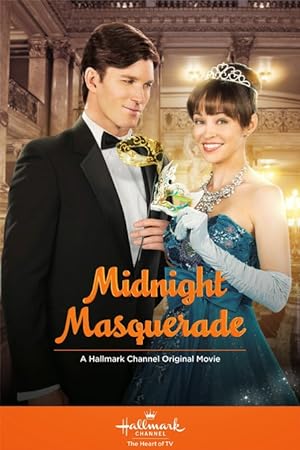 Midnight
Masquerade
A Hallmark Channel Original Movie
Hallmark
CHANNEL
The Heart of TV